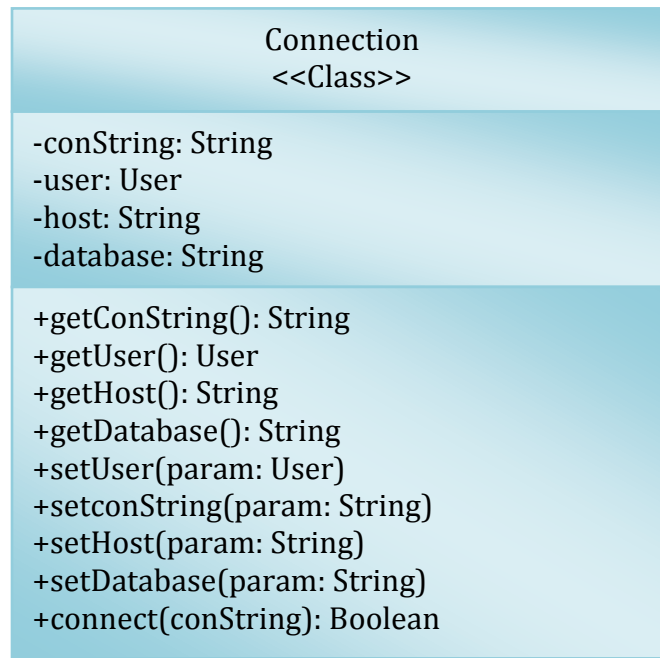 Connection
<<Class>>
-conString: String
-user: User
-host: String
-database: String
+getConString(): String
+getUser(): User
+getHost(): String
+getDatabase(): String
+setUser(param: User)
+setconString(param: String)
+setHost(param: String)
+setDatabase(param: String)
+connect(conString): Boolean